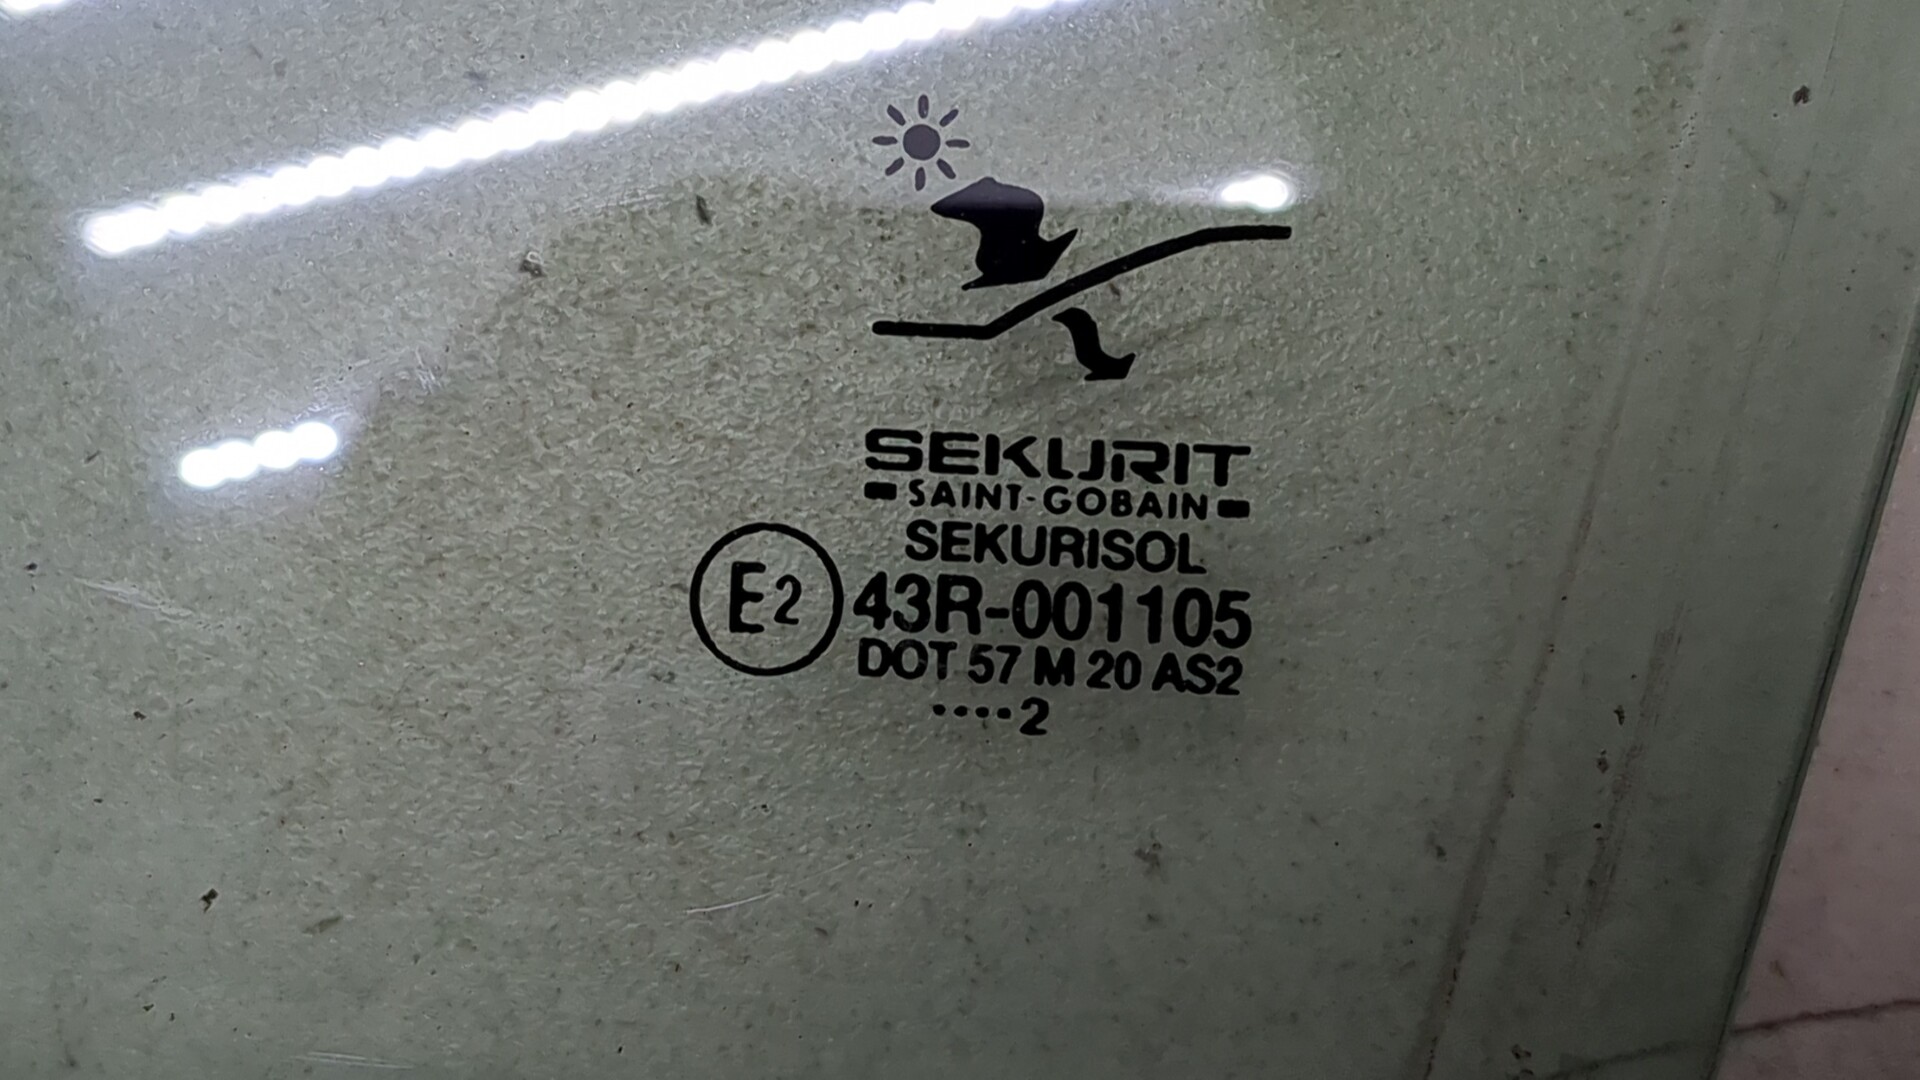 SEKURIT
SAINT-GOBAIN
SEKURISOL
E2 43R-001105
DOT 57 M 20 AS2
....2